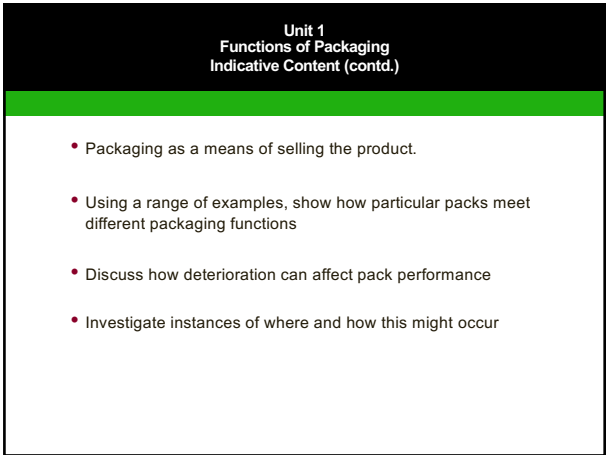 Unit 1
Functions of Packaging
Indicative Content (contd.)
• Packaging as a means of selling the product.
• Using a range of examples, show how particular packs meet
different packaging functions
• Discuss how deterioration can affect pack performance
• Investigate instances of where and how this might occur